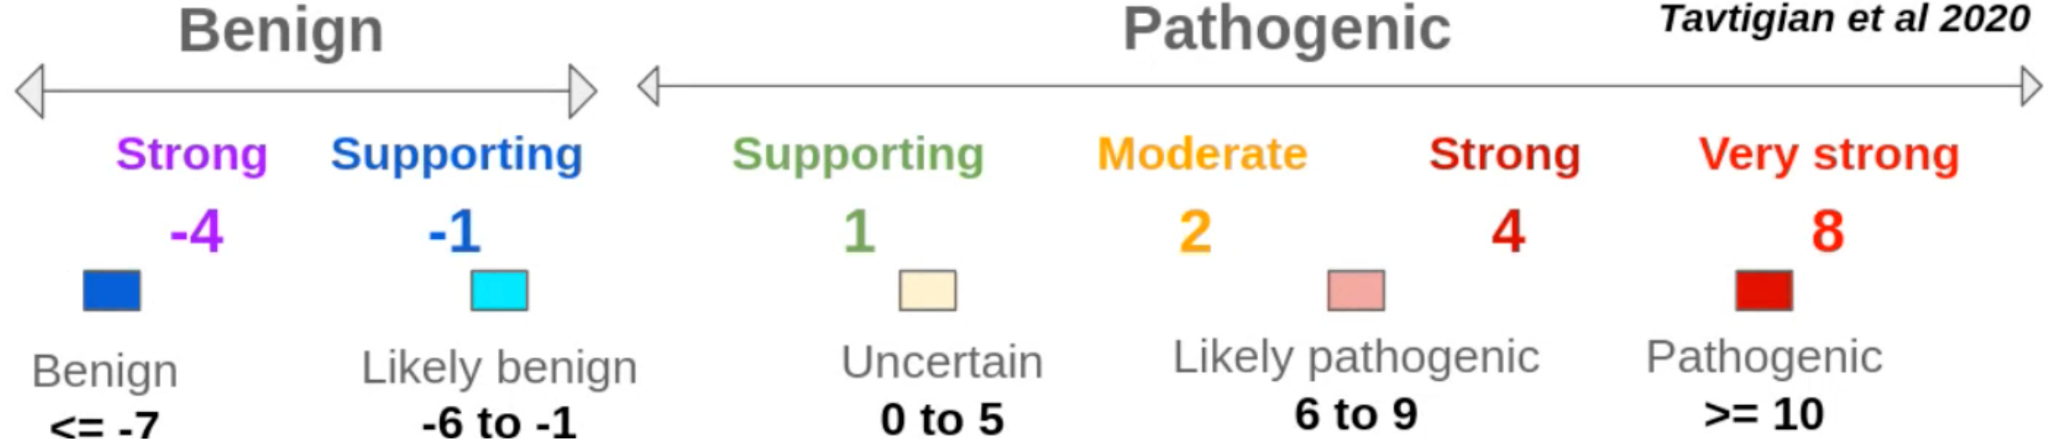 Benign Pathogenic Tavtigian et al 2020
Strong Supporting Supporting Moderate Strong Very strong
-4 -1 1 2 4 8
Benign Likely benign Uncertain Likely pathogenic Pathogenic
<= -7 -6 to -1 0 to 5 6 to 9 >= 10